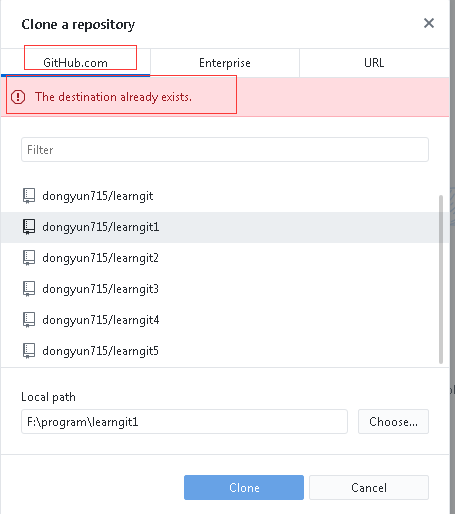 Clone a repository
GitHub.com
Enterprise
URL
The destination already exists.
Filter
dongyun715/learngit
dongyun715/learngit1
dongyun715/learngit2
dongyun715/learngit3
dongyun715/learngit4
dongyun715/learngit5
Local path
F:\program\learngit1
Choose...
Clone
Cancel